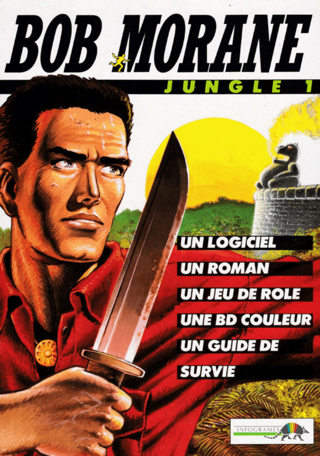 BOB MORANE
JUNGLE 1
UN LOGICIEL
UN ROMAN
UN JEU DE ROLE
UNE BD COULEUR
UN GUIDE DE
SURVIE
INFOGRAMES